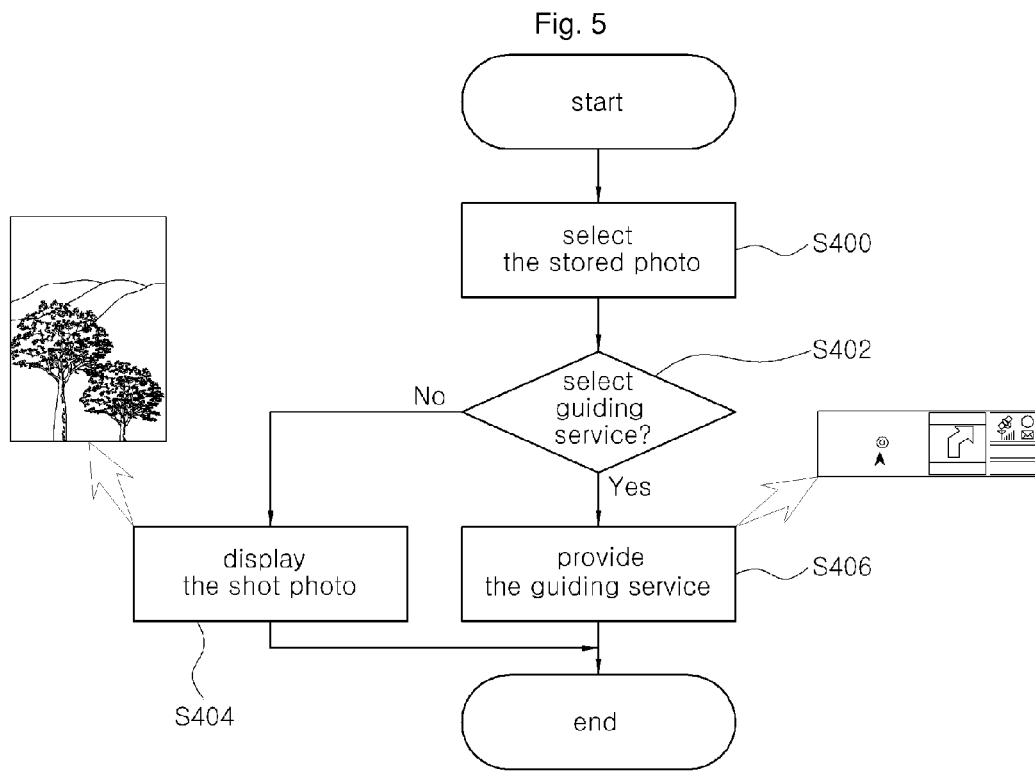 Fig. 5
start
select
the stored photo
S400
select
guiding
service?
S402
No
Yes
display
the shot photo
provide
the guiding service
S406
S404
end